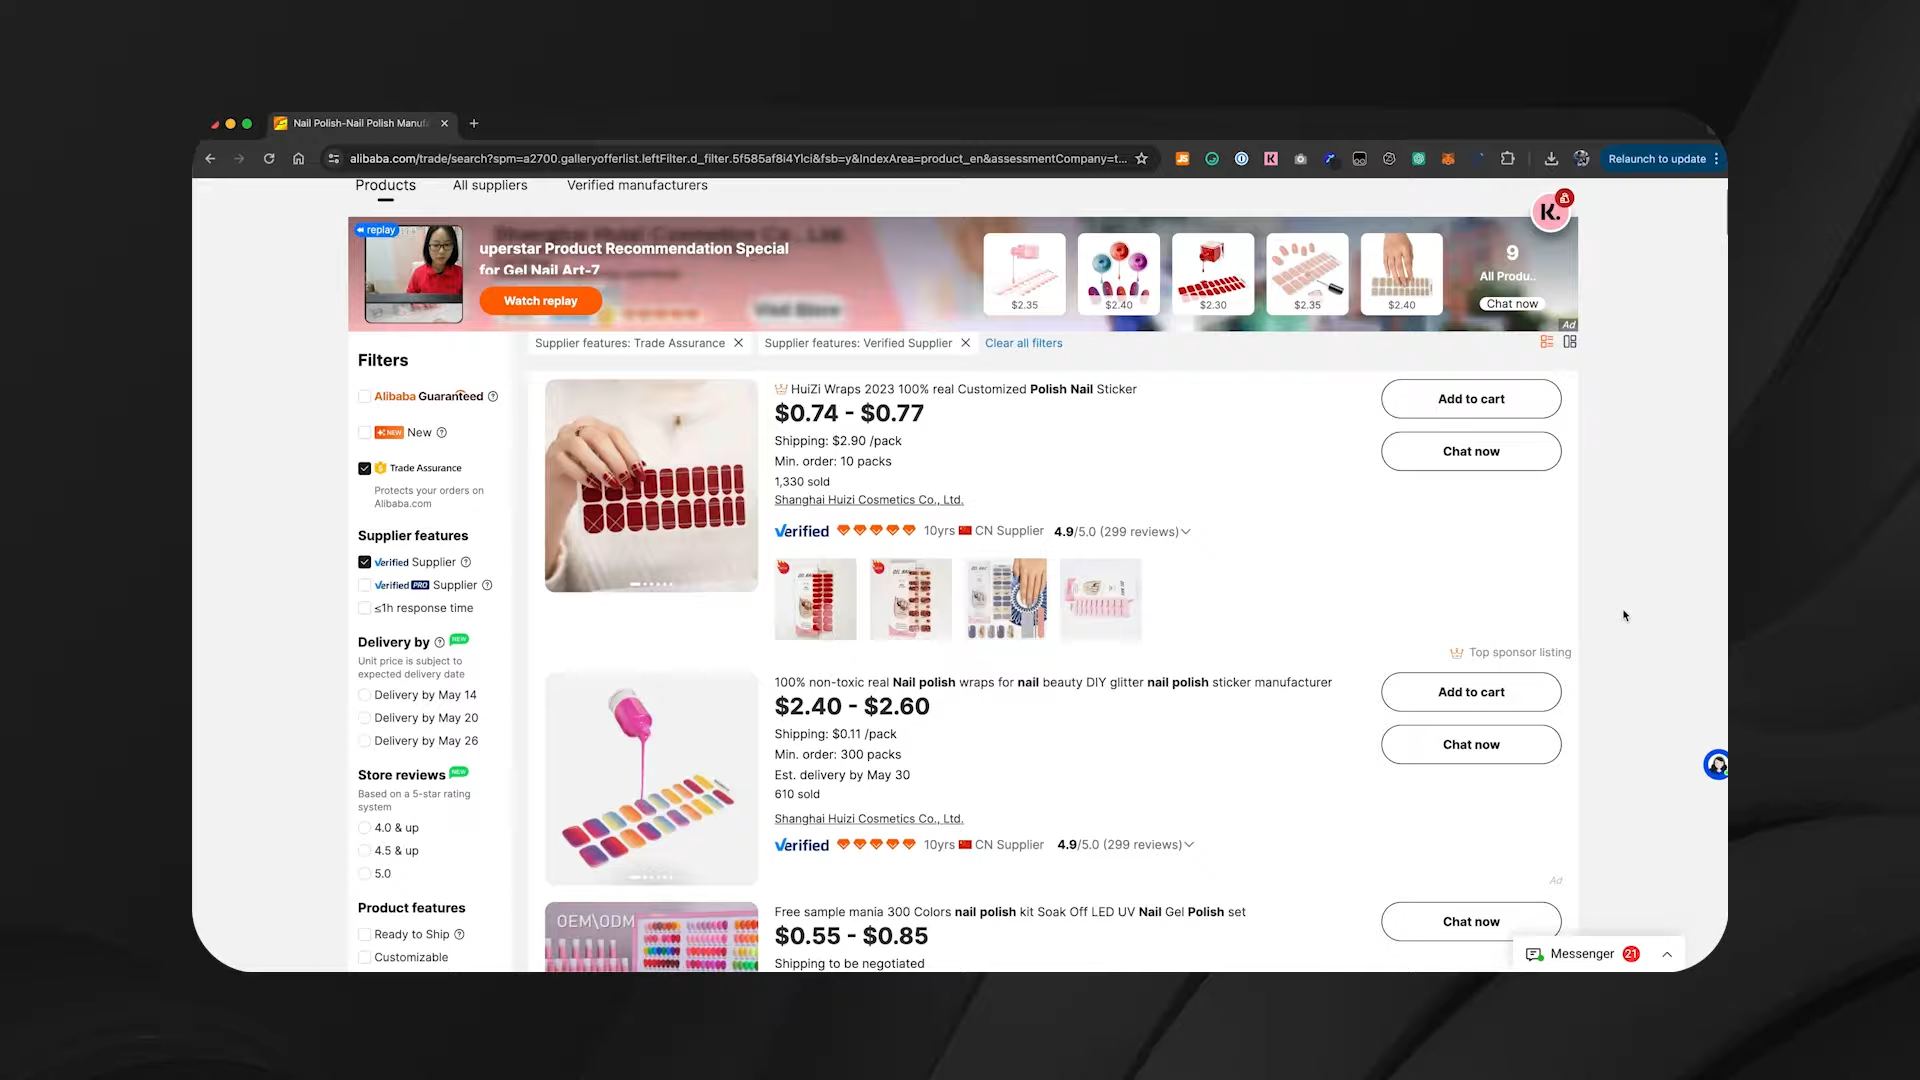 Nail Polish-Nail Polish Manufa
alibaba.com/trade/search?spm=a2700.galleryofferlist.leftFilter.d_filter.5f585af8i4Ylci&fsb=y&IndexArea=product_en&assessmentCompany=t...
Relaunch to update
Products
All suppliers
Verified manufacturers
K.
replay
uperstar Product Recommendation Special
for Gel Nail Art-7
Watch replay
$2.35
$2.40
$2.30
$2.35
$2.40
9
All Produ..
Chat now
Ad
Supplier features: Trade Assurance
Supplier features: Verified Supplier
Clear all filters
Filters
Alibaba Guaranteed
NEW New
Trade Assurance
Protects your orders on
Alibaba.com
Supplier features
Verified Supplier
Verified PRO Supplier
≤1h response time
Delivery by NEW
Unit price is subject to
expected delivery date
Delivery by May 14
Delivery by May 20
Delivery by May 26
Store reviews NEW
Based on a 5-star rating
system
4.0 & up
4.5 & up
5.0
Product features
Ready to Ship
Customizable
HuiZi Wraps 2023 100% real Customized Polish Nail Sticker
$0.74 - $0.77
Shipping: $2.90 /pack
Min. order: 10 packs
1,330 sold
Shanghai Huizi Cosmetics Co., Ltd.
Verified 10yrs CN Supplier 4.9/5.0 (299 reviews)
Add to cart
Chat now
Top sponsor listing
100% non-toxic real Nail polish wraps for nail beauty DIY glitter nail polish sticker manufacturer
$2.40 - $2.60
Shipping: $0.11 /pack
Min. order: 300 packs
Est. delivery by May 30
610 sold
Shanghai Huizi Cosmetics Co., Ltd.
Verified 10yrs CN Supplier 4.9/5.0 (299 reviews)
Add to cart
Chat now
Ad
OEM\ODM
Free sample mania 300 Colors nail polish kit Soak Off LED UV Nail Gel Polish set
$0.55 - $0.85
Shipping to be negotiated
Chat now
Messenger 21